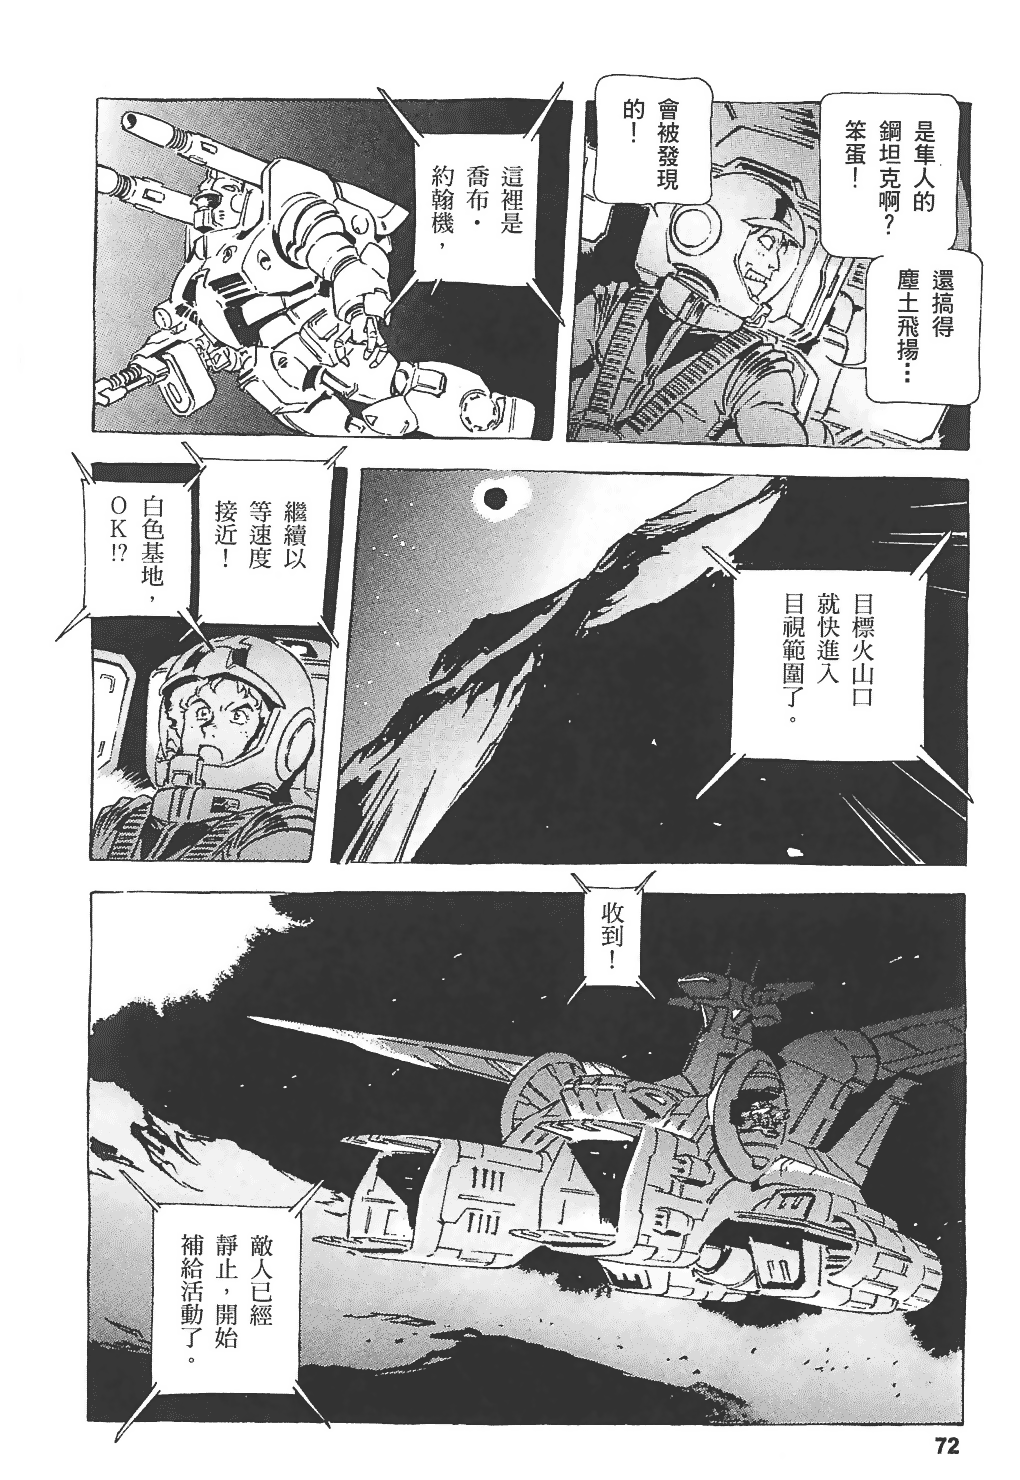 是隼人的
鋼坦克啊？
笨蛋！
還搞得
塵土飛揚…
會被發現
的！
這裡是
喬布・
約翰機，
目標火山口
就快進入
目視範圍了。
繼續以
等速度
接近！
白色基地，
OK!?
收到！
敵人已經
靜止，開始
補給活動了。
72